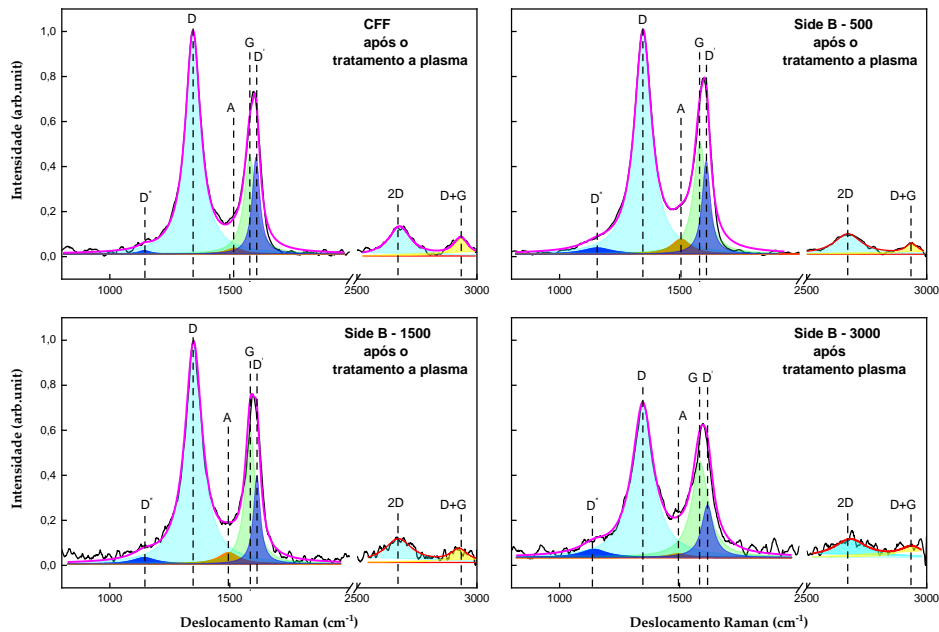 CFF
após o
tratamento a plasma
D
G
D'
A
D*
2D
D+G
1,0
0,8
0,6
0,4
0,2
0,0
1000
1500
2500
3000
Intensidade (arb.unit)
Side B - 500
após o
tratamento a plasma
D
G
D'
A
D*
2D
D+G
1000
1500
2500
3000
Side B - 1500
após o
tratamento a plasma
D
G
D'
A
D*
2D
D+G
1,0
0,8
0,6
0,4
0,2
0,0
1000
1500
2500
3000
Intensidade (arb.unit)
Deslocamento Raman (cm⁻¹)
Side B - 3000
após
tratamento plasma
D
G
D'
A
D*
2D
D+G
1000
1500
2500
3000
Deslocamento Raman (cm⁻¹)